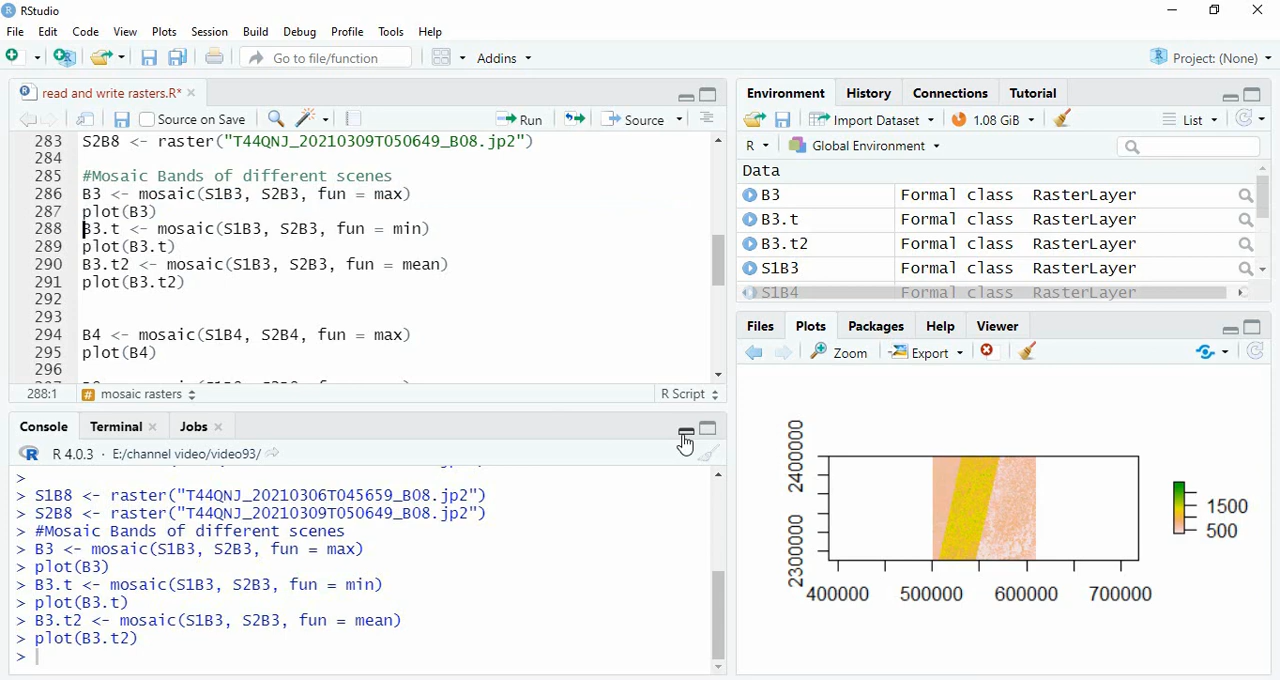 RStudio
File Edit Code View Plots Session Build Debug Profile Tools Help
Go to file/function Addins Project: (None)
read and write rasters.R*
Source on Save Run Source
283 S2B8 <- raster("T44QNJ_20210309T050649_B08.jp2")
284
285 #Mosaic Bands of different scenes
286 B3 <- mosaic(S1B3, S2B3, fun = max)
287 plot(B3)
288 B3.t <- mosaic(S1B3, S2B3, fun = min)
289 plot(B3.t)
290 B3.t2 <- mosaic(S1B3, S2B3, fun = mean)
291 plot(B3.t2)
292
293
294 B4 <- mosaic(S1B4, S2B4, fun = max)
295 plot(B4)
296
288:1 # mosaic rasters R Script
Console Terminal Jobs
R R 4.0.3 · E:/channel video/video93/
>
> S1B8 <- raster("T44QNJ_20210306T045659_B08.jp2")
> S2B8 <- raster("T44QNJ_20210309T050649_B08.jp2")
> #Mosaic Bands of different scenes
> B3 <- mosaic(S1B3, S2B3, fun = max)
> plot(B3)
> B3.t <- mosaic(S1B3, S2B3, fun = min)
> plot(B3.t)
> B3.t2 <- mosaic(S1B3, S2B3, fun = mean)
> plot(B3.t2)
>
Environment History Connections Tutorial
Import Dataset 1.08 GiB List
R Global Environment
Data
B3 Formal class RasterLayer
B3.t Formal class RasterLayer
B3.t2 Formal class RasterLayer
S1B3 Formal class RasterLayer
S1B4 Formal class RasterLayer
Files Plots Packages Help Viewer
Zoom Export
2400000
2300000
400000 500000 600000 700000
1500
500